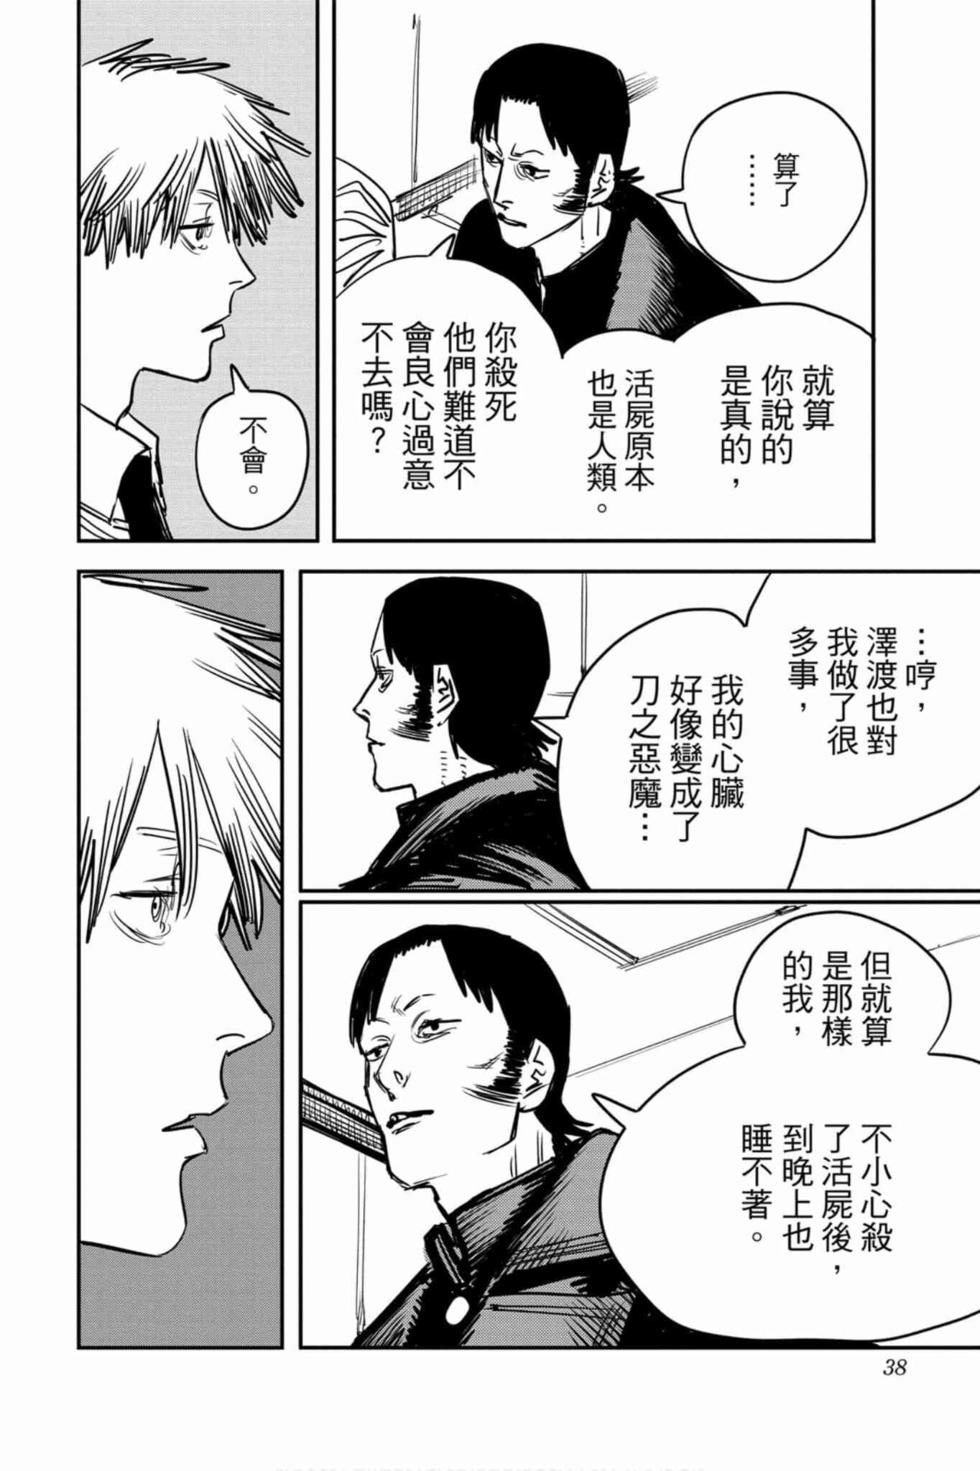 算了
……
就算
你說的
是真的，
活屍原本
也是人類。
你殺死
他們難道不
會良心過意
不去嗎？
不會。
…哼，
澤渡也對
我做了很
多事，
我的心臟
好像變成了
刀之惡魔…
但就算
是那樣
的我，
不小心殺
了活屍後，
到晚上也
睡不著。
38